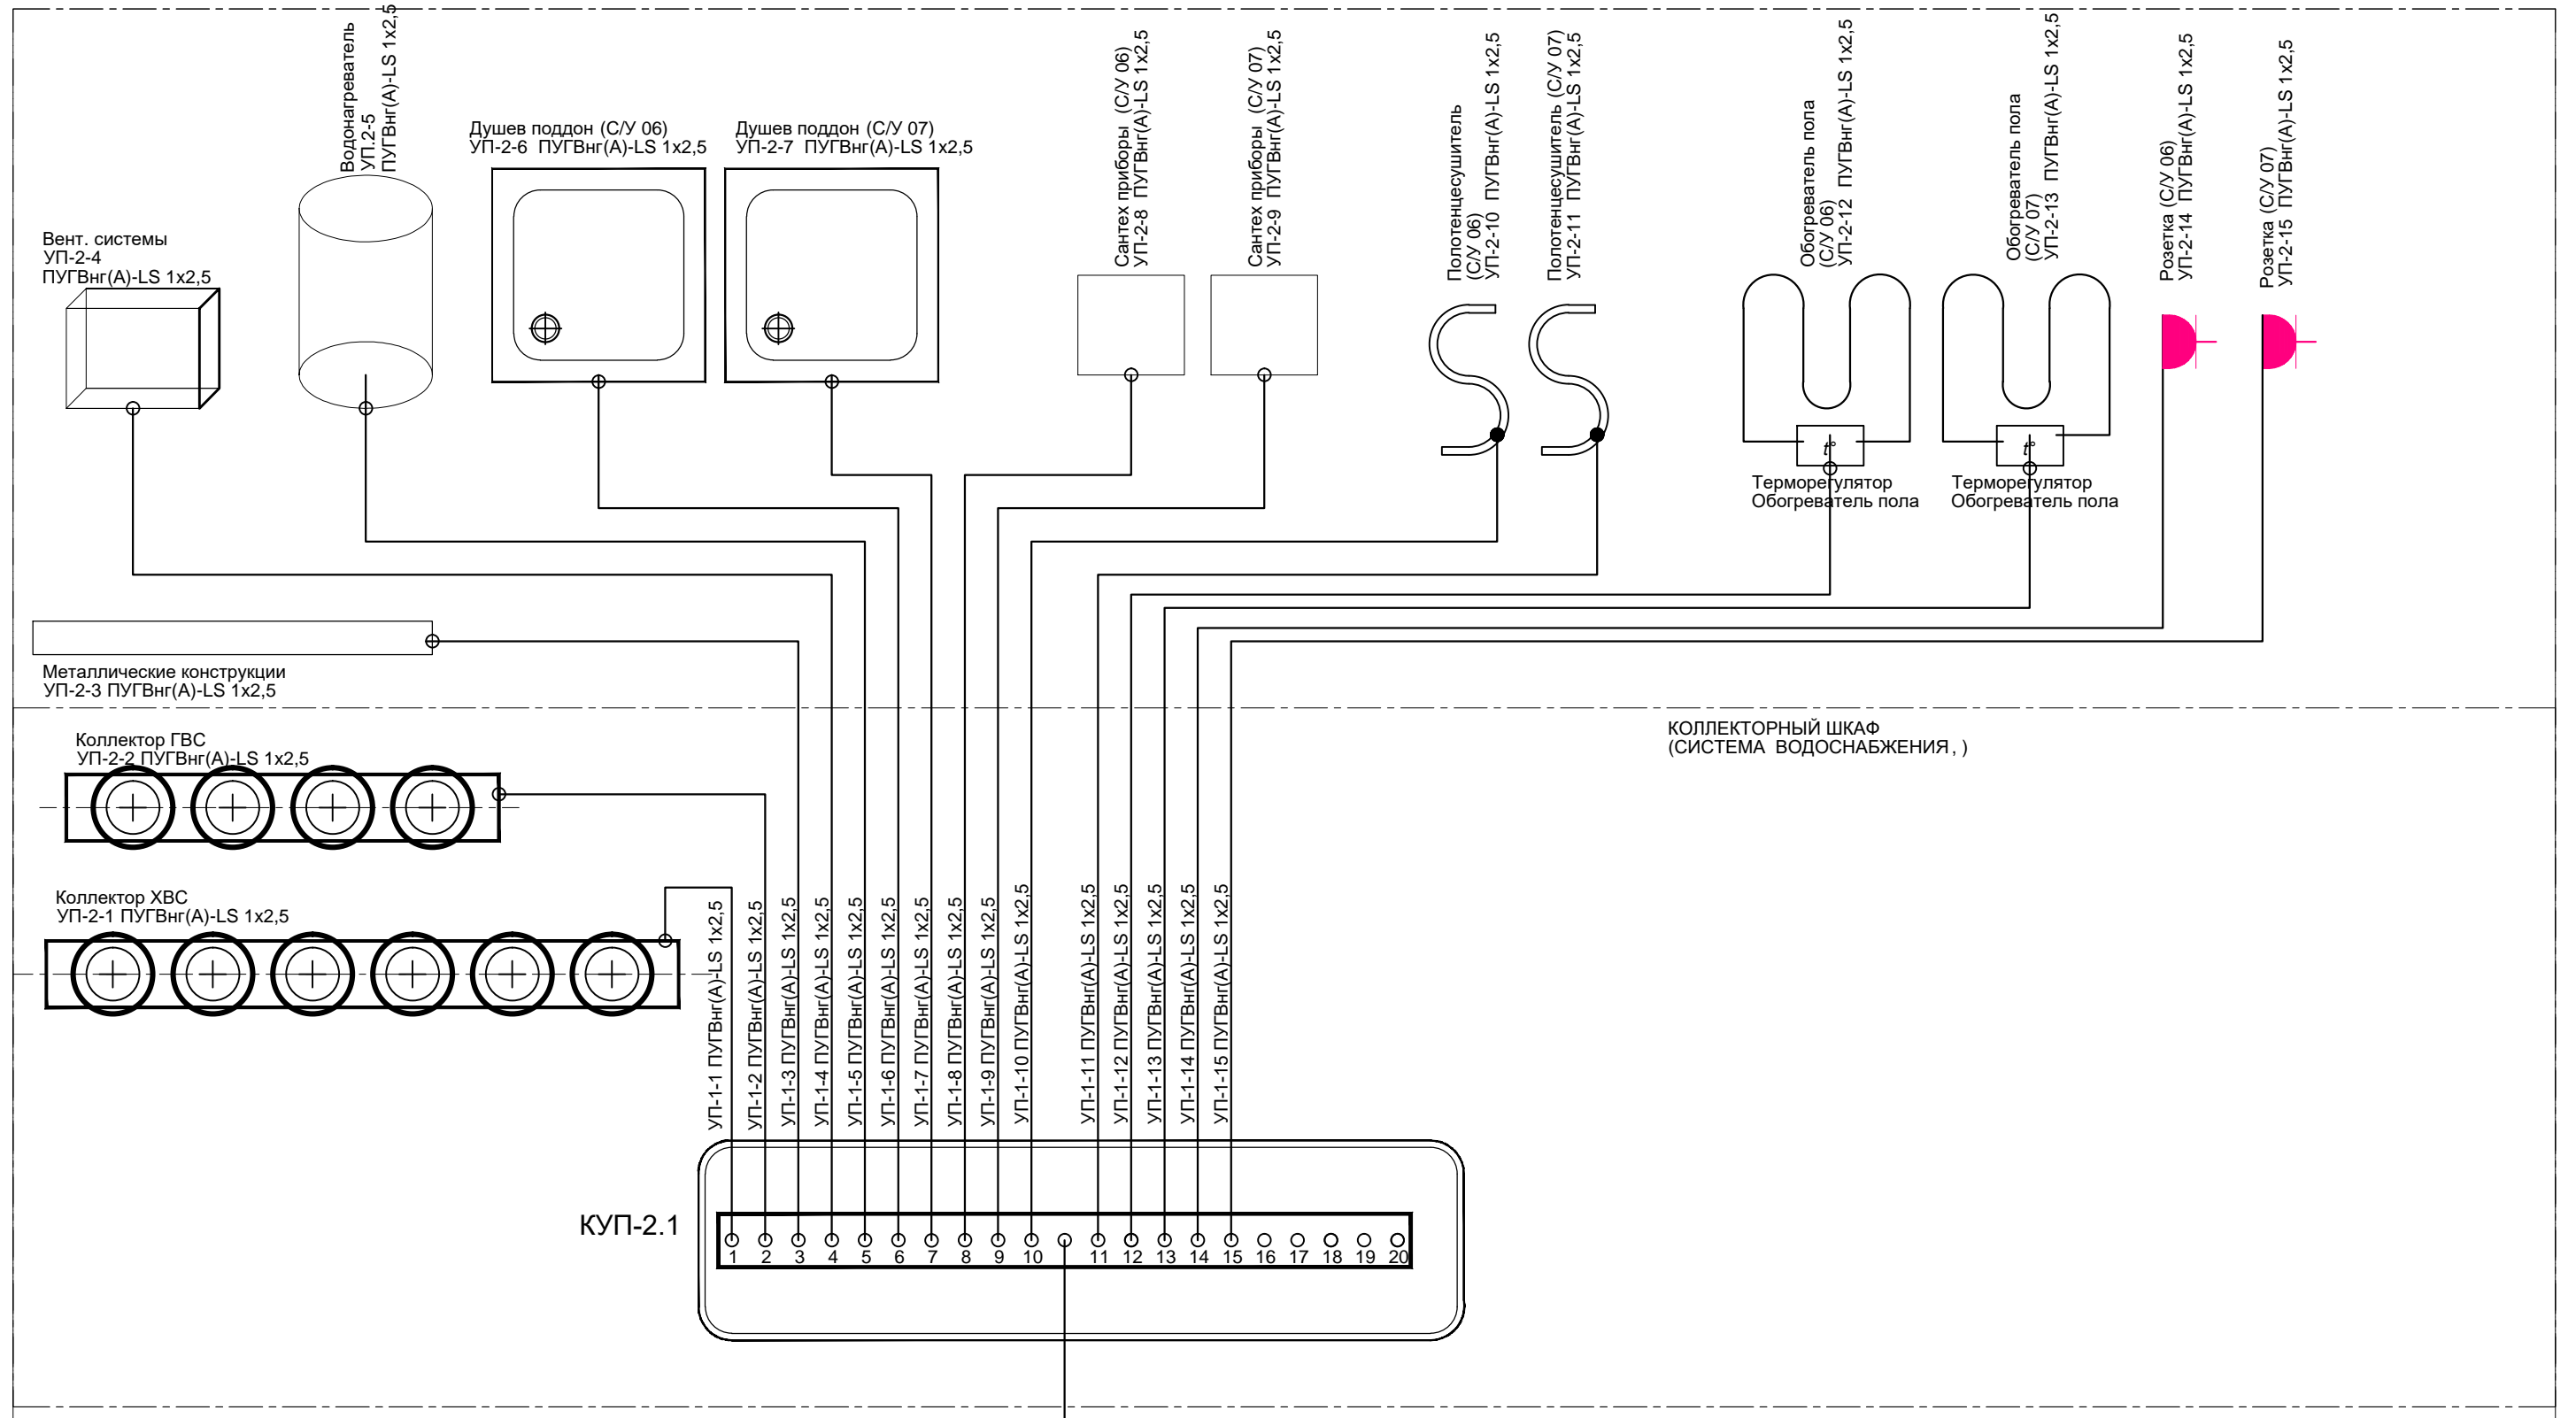 Водонагреватель
УП.2-5
ПУГВнг(А)-LS 1х2,5
Душев поддон (С/У 06)
УП-2-6 ПУГВнг(А)-LS 1х2,5
Душев поддон (С/У 07)
УП-2-7 ПУГВнг(А)-LS 1х2,5
Сантех приборы (С/У 06)
УП-2-8 ПУГВнг(А)-LS 1х2,5
Сантех приборы (С/У 07)
УП-2-9 ПУГВнг(А)-LS 1х2,5
Полотенцесушитель
(С/У 06)
УП-2-10 ПУГВнг(А)-LS 1х2,5
Полотенцесушитель (С/У 07)
УП-2-11 ПУГВнг(А)-LS 1х2,5
Обогреватель пола
(С/У 06)
УП-2-12 ПУГВнг(А)-LS 1х2,5
Обогреватель пола
(С/У 07)
УП-2-13 ПУГВнг(А)-LS 1х2,5
Розетка (С/У 06)
УП-2-14 ПУГВнг(А)-LS 1х2,5
Розетка (С/У 07)
УП-2-15 ПУГВнг(А)-LS 1х2,5
Вент. системы
УП-2-4
ПУГВнг(А)-LS 1х2,5
t°
t°
Терморегулятор
Обогреватель пола
Терморегулятор
Обогреватель пола
Металлические конструкции
УП-2-3 ПУГВнг(А)-LS 1х2,5
КОЛЛЕКТОРНЫЙ ШКАФ
(СИСТЕМА ВОДОСНАБЖЕНИЯ, )
Коллектор ГВС
УП-2-2 ПУГВнг(А)-LS 1х2,5
Коллектор ХВС
УП-2-1 ПУГВнг(А)-LS 1х2,5
УП-1-1 ПУГВнг(А)-LS 1х2,5
УП-1-2 ПУГВнг(А)-LS 1х2,5
УП-1-3 ПУГВнг(А)-LS 1х2,5
УП-1-4 ПУГВнг(А)-LS 1х2,5
УП-1-5 ПУГВнг(А)-LS 1х2,5
УП-1-6 ПУГВнг(А)-LS 1х2,5
УП-1-7 ПУГВнг(А)-LS 1х2,5
УП-1-8 ПУГВнг(А)-LS 1х2,5
УП-1-9 ПУГВнг(А)-LS 1х2,5
УП-1-10 ПУГВнг(А)-LS 1х2,5
УП-1-11 ПУГВнг(А)-LS 1х2,5
УП-1-12 ПУГВнг(А)-LS 1х2,5
УП-1-13 ПУГВнг(А)-LS 1х2,5
УП-1-14 ПУГВнг(А)-LS 1х2,5
УП-1-15 ПУГВнг(А)-LS 1х2,5
КУП-2.1
1 2 3 4 5 6 7 8 9 10 11 12 13 14 15 16 17 18 19 20